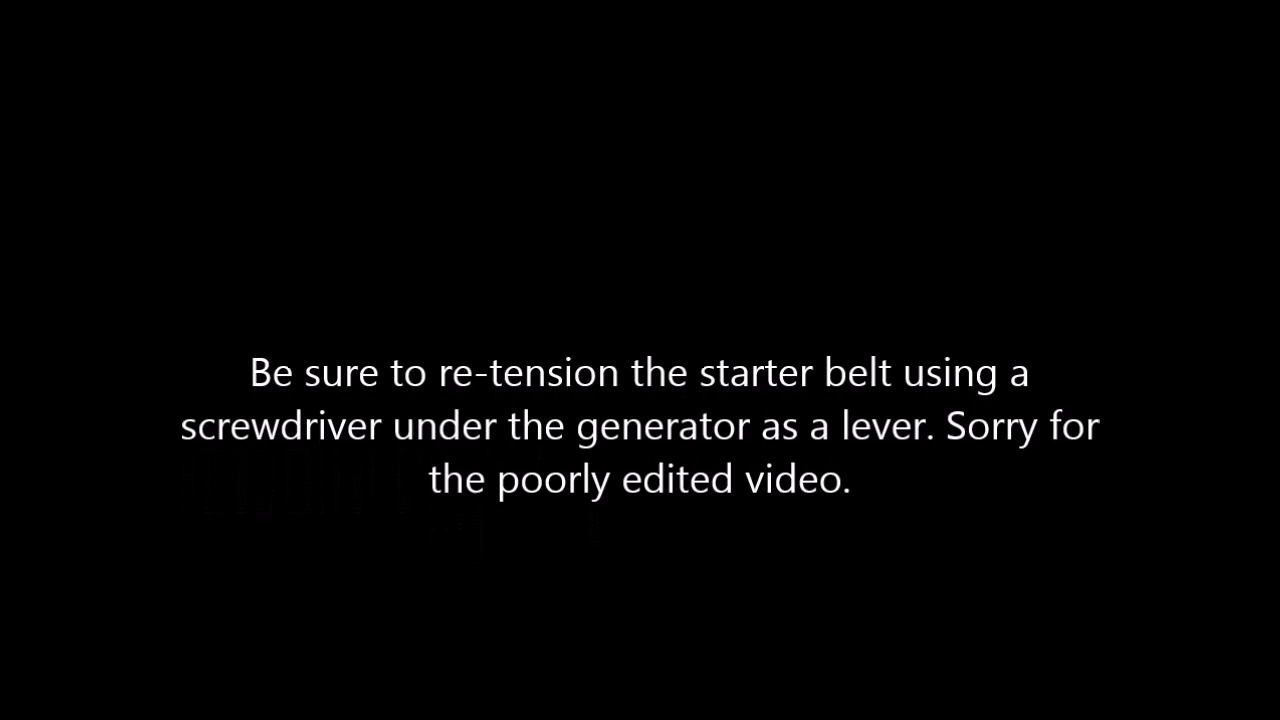 Be sure to re-tension the starter belt using a
screwdriver under the generator as a lever. Sorry for
the poorly edited video.